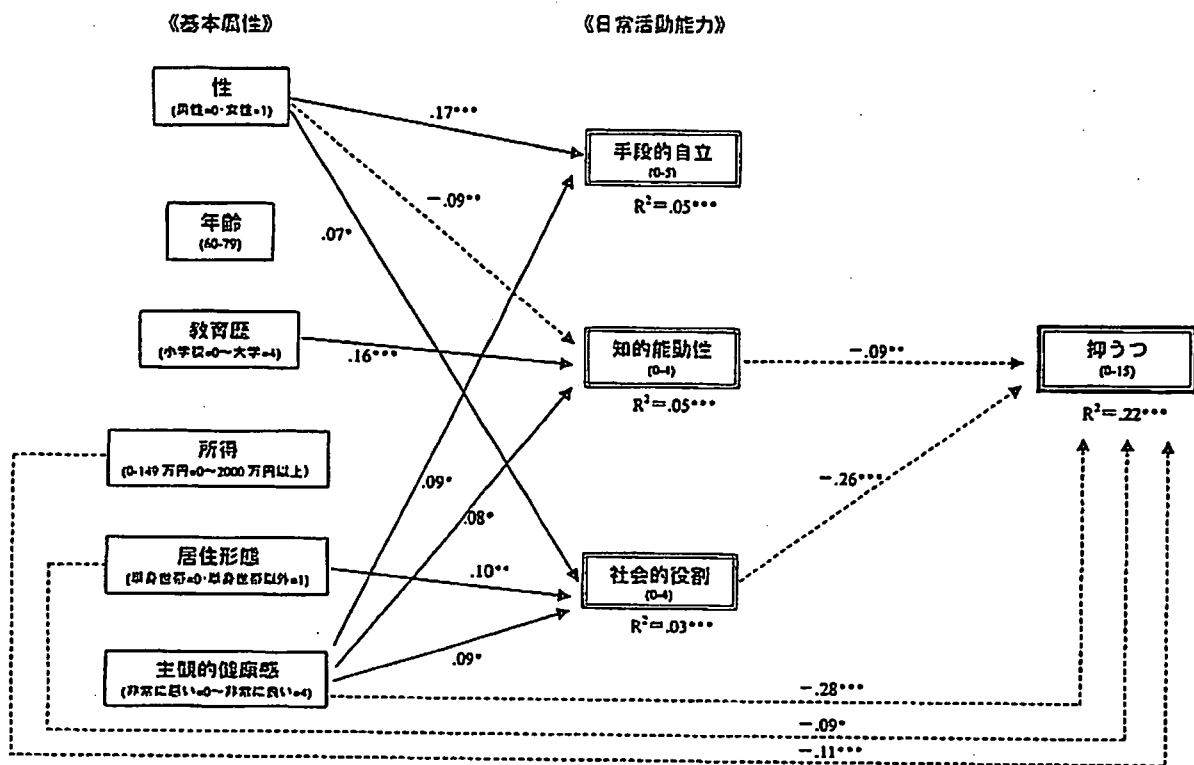 《基本属性》
《日常活動能力》
性
(男性=0・女性=1)
年齢
(60-79)
教育歴
(小学校=0～大学=4)
所得
(0-149万円=0～2000万円以上)
居住形態
(単身世帯=0・単身世帯以外=1)
主観的健康感
(非常に悪い=0～非常に良い=4)
.17***
－.09**
.07*
.16***
.09*
.08*
.10**
.09*
手段的自立
(0-5)
R²＝.05***
知的能動性
(0-4)
R²＝.05***
社会的役割
(0-4)
R²＝.03***
－.09**
－.26***
抑うつ
(0-15)
R²＝.22***
－.28***
－.09*
－.11***